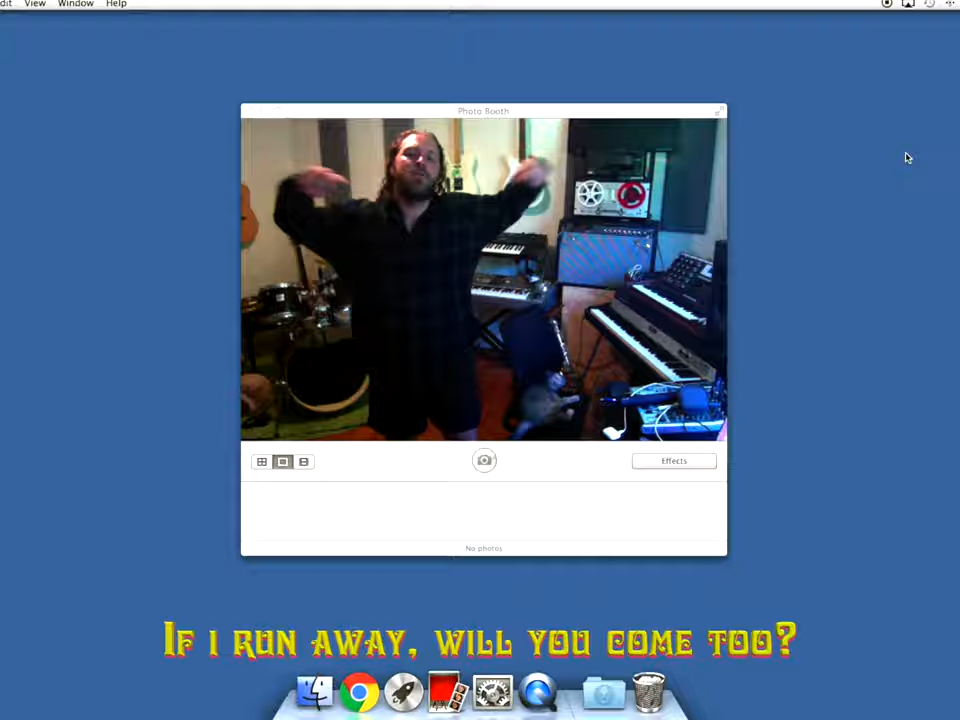 dit View Window Help
Photo Booth
Effects
No photos
If i run away, will you come too?